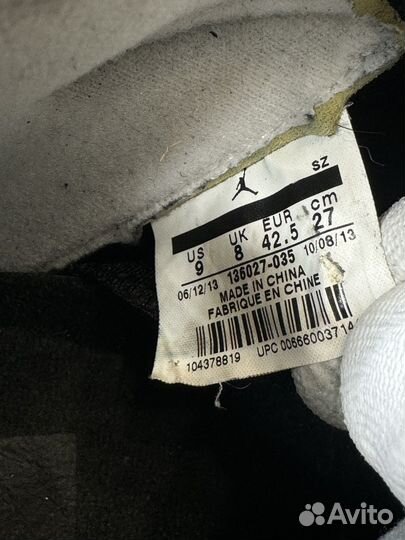 SZ
US UK EUR cm
9 8 42.5 27
06/12/13 136027-035 10/08/13
MADE IN CHINA
FABRIQUE EN CHINE
104378819 UPC 00666003714
Avito